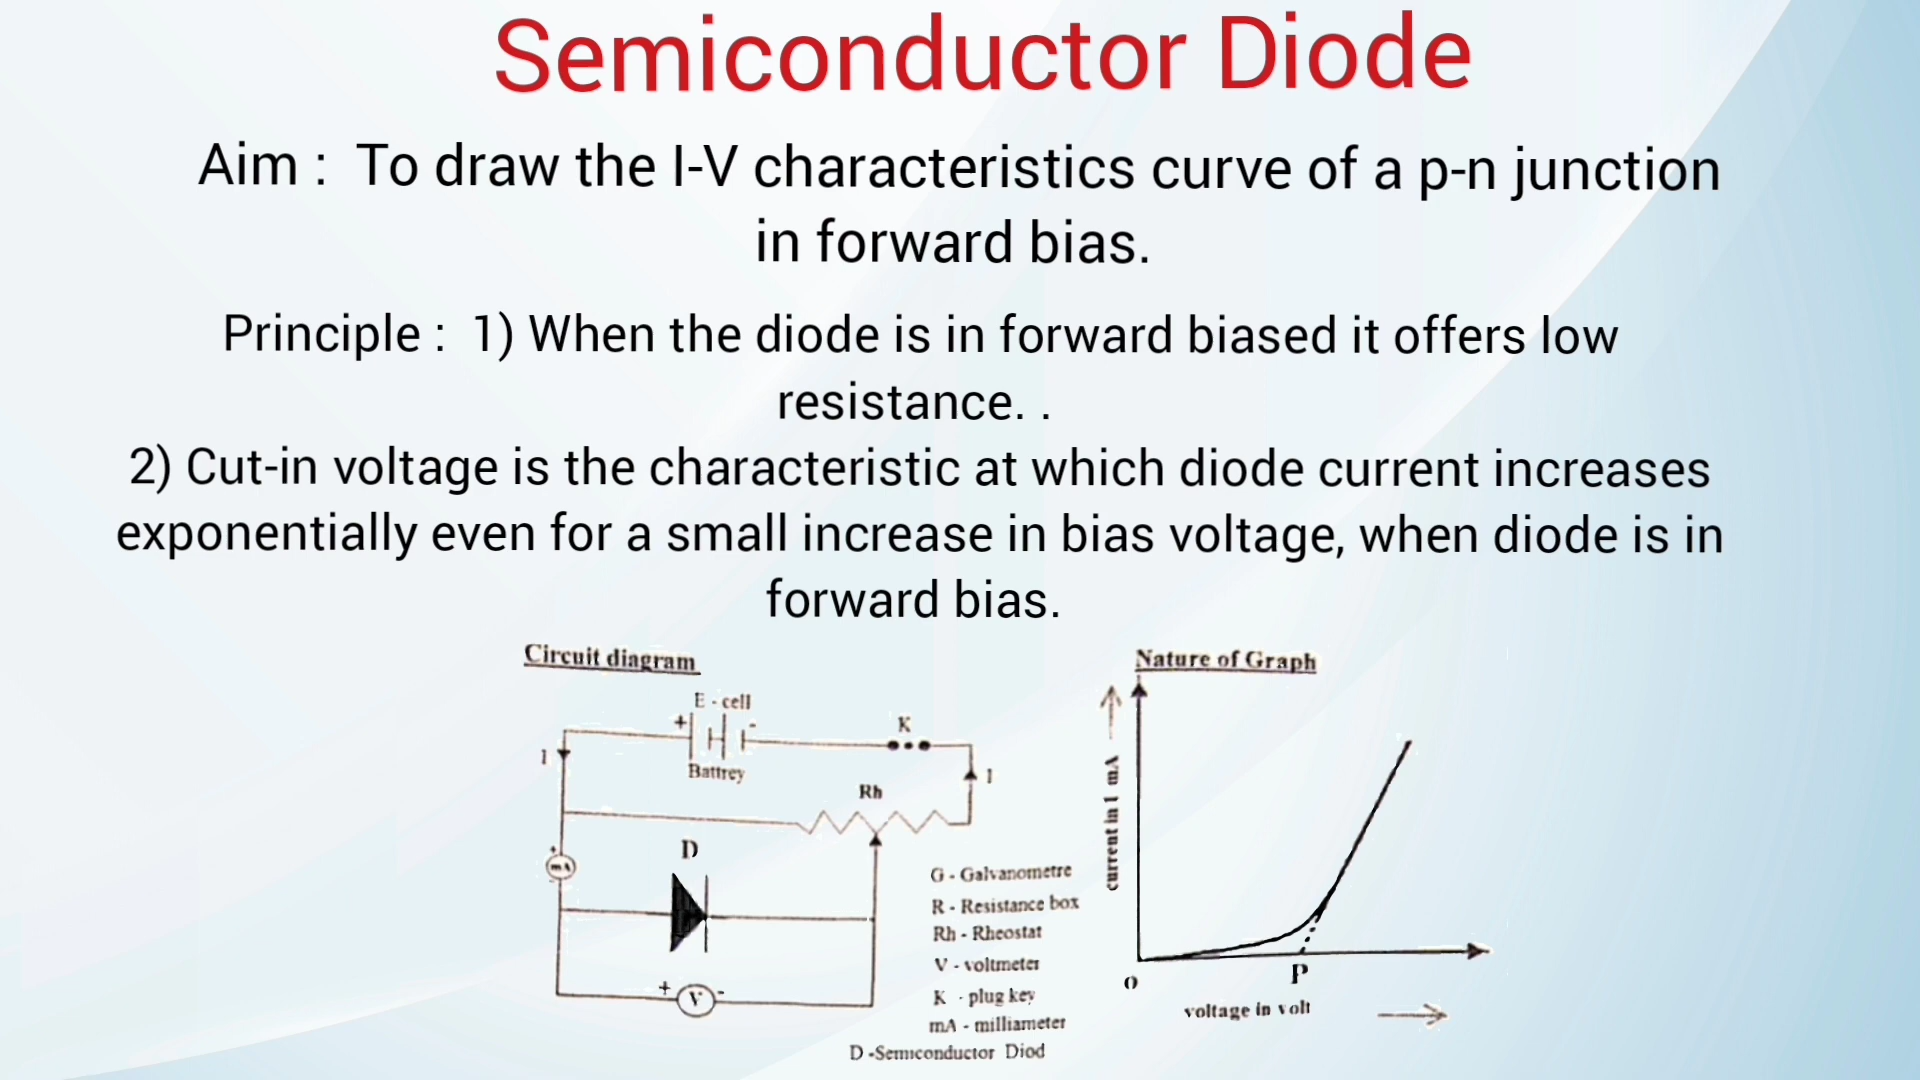 Semiconductor Diode
Aim : To draw the I-V characteristics curve of a p-n junction
in forward bias.
Principle : 1) When the diode is in forward biased it offers low
resistance. .
2) Cut-in voltage is the characteristic at which diode current increases
exponentially even for a small increase in bias voltage, when diode is in
forward bias.
Circuit diagram
E - cell
+ -
Battrey
K
I
I
Rh
D
+
mA
-
+ V -
G - Galvanometre
R - Resistance box
Rh - Rheostat
V - voltmeter
K - plug key
mA - milliameter
D -Semiconductor Diod
Nature of Graph
current in I mA
O
P
voltage in volt